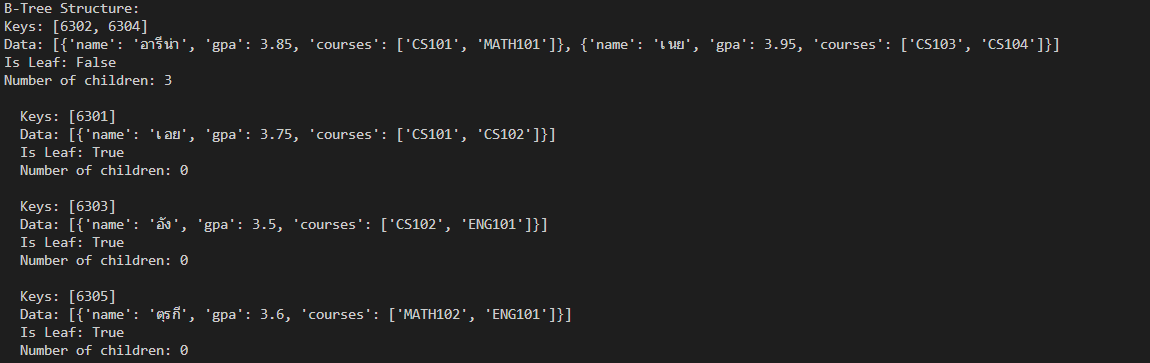 B-Tree Structure:
Keys: [6302, 6304]
Data: [{'name': 'อารีน่า', 'gpa': 3.85, 'courses': ['CS101', 'MATH101']}, {'name': 'เนย', 'gpa': 3.95, 'courses': ['CS103', 'CS104']}]
Is Leaf: False
Number of children: 3
Keys: [6301]
Data: [{'name': 'เอย', 'gpa': 3.75, 'courses': ['CS101', 'CS102']}]
Is Leaf: True
Number of children: 0
Keys: [6303]
Data: [{'name': 'อัง', 'gpa': 3.5, 'courses': ['CS102', 'ENG101']}]
Is Leaf: True
Number of children: 0
Keys: [6305]
Data: [{'name': 'ตุรกี', 'gpa': 3.6, 'courses': ['MATH102', 'ENG101']}]
Is Leaf: True
Number of children: 0